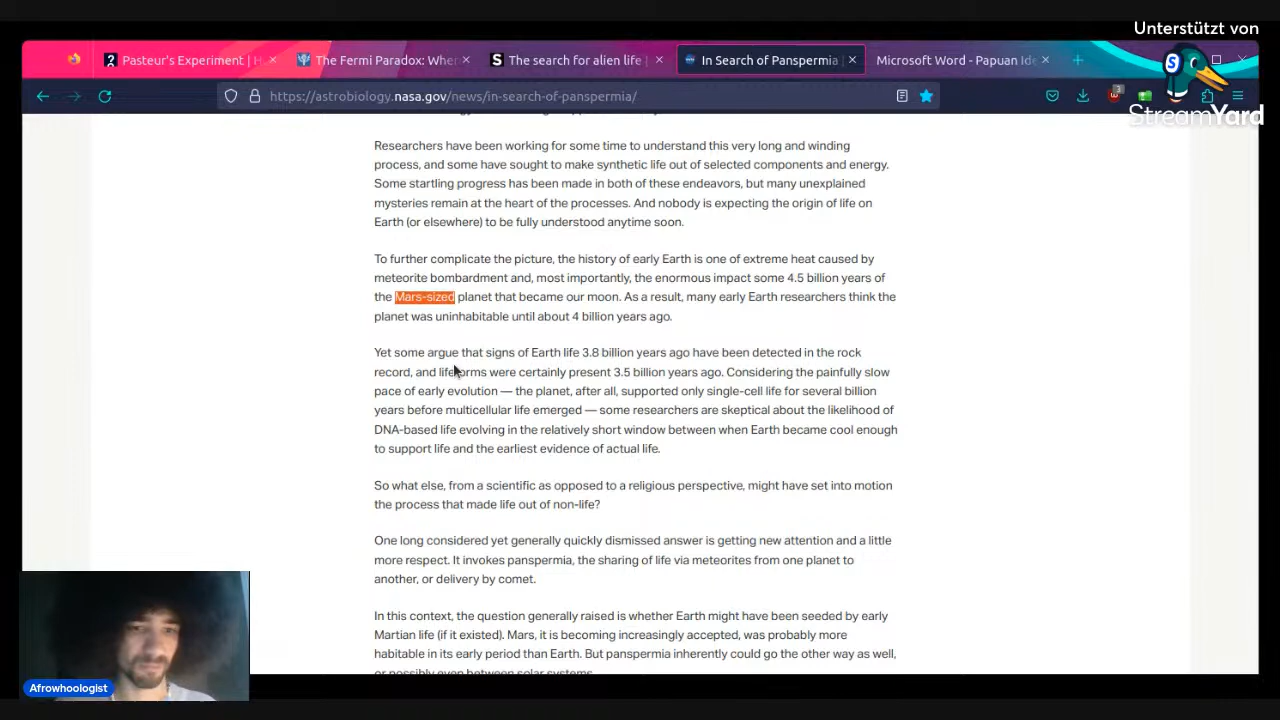 Unterstützt von
StreamYard
Pasteur's Experiment | H
The Fermi Paradox: Wher
The search for alien life |
In Search of Panspermia |
Microsoft Word - Papuan Ide
https://astrobiology.nasa.gov/news/in-search-of-panspermia/
3
Researchers have been working for some time to understand this very long and winding
process, and some have sought to make synthetic life out of selected components and energy.
Some startling progress has been made in both of these endeavors, but many unexplained
mysteries remain at the heart of the processes. And nobody is expecting the origin of life on
Earth (or elsewhere) to be fully understood anytime soon.
To further complicate the picture, the history of early Earth is one of extreme heat caused by
meteorite bombardment and, most importantly, the enormous impact some 4.5 billion years of
the Mars-sized planet that became our moon. As a result, many early Earth researchers think the
planet was uninhabitable until about 4 billion years ago.
Yet some argue that signs of Earth life 3.8 billion years ago have been detected in the rock
record, and lifeforms were certainly present 3.5 billion years ago. Considering the painfully slow
pace of early evolution — the planet, after all, supported only single-cell life for several billion
years before multicellular life emerged — some researchers are skeptical about the likelihood of
DNA-based life evolving in the relatively short window between when Earth became cool enough
to support life and the earliest evidence of actual life.
So what else, from a scientific as opposed to a religious perspective, might have set into motion
the process that made life out of non-life?
One long considered yet generally quickly dismissed answer is getting new attention and a little
more respect. It invokes panspermia, the sharing of life via meteorites from one planet to
another, or delivery by comet.
In this context, the question generally raised is whether Earth might have been seeded by early
Martian life (if it existed). Mars, it is becoming increasingly accepted, was probably more
habitable in its early period than Earth. But panspermia inherently could go the other way as well,
or possibly even between solar systems.
Afrowhoologist